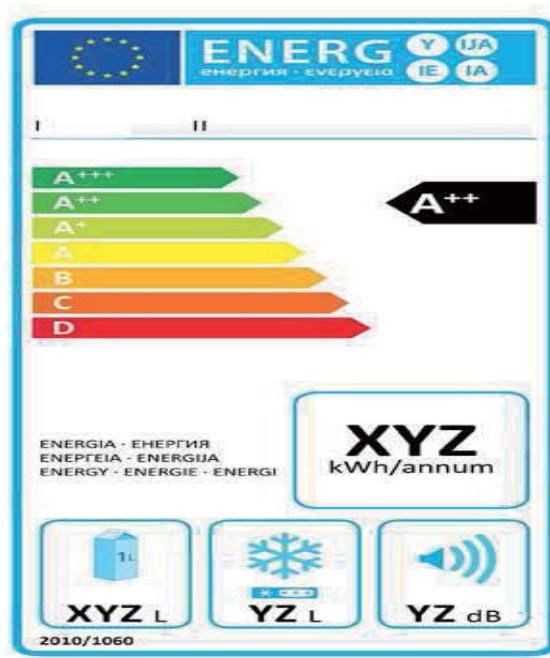 ENERG
енергия · ενεργεια
Y
IJA
IE
IA
I II
A+++
A++
A++
A+
A
B
C
D
ENERGIA · ЕНЕРГИЯ
ΕΝΕΡΓΕΙΑ · ENERGIJA
ENERGY · ENERGIE · ENERGI
XYZ
kWh/annum
1L
XYZ L
YZ L
YZ dB
2010/1060